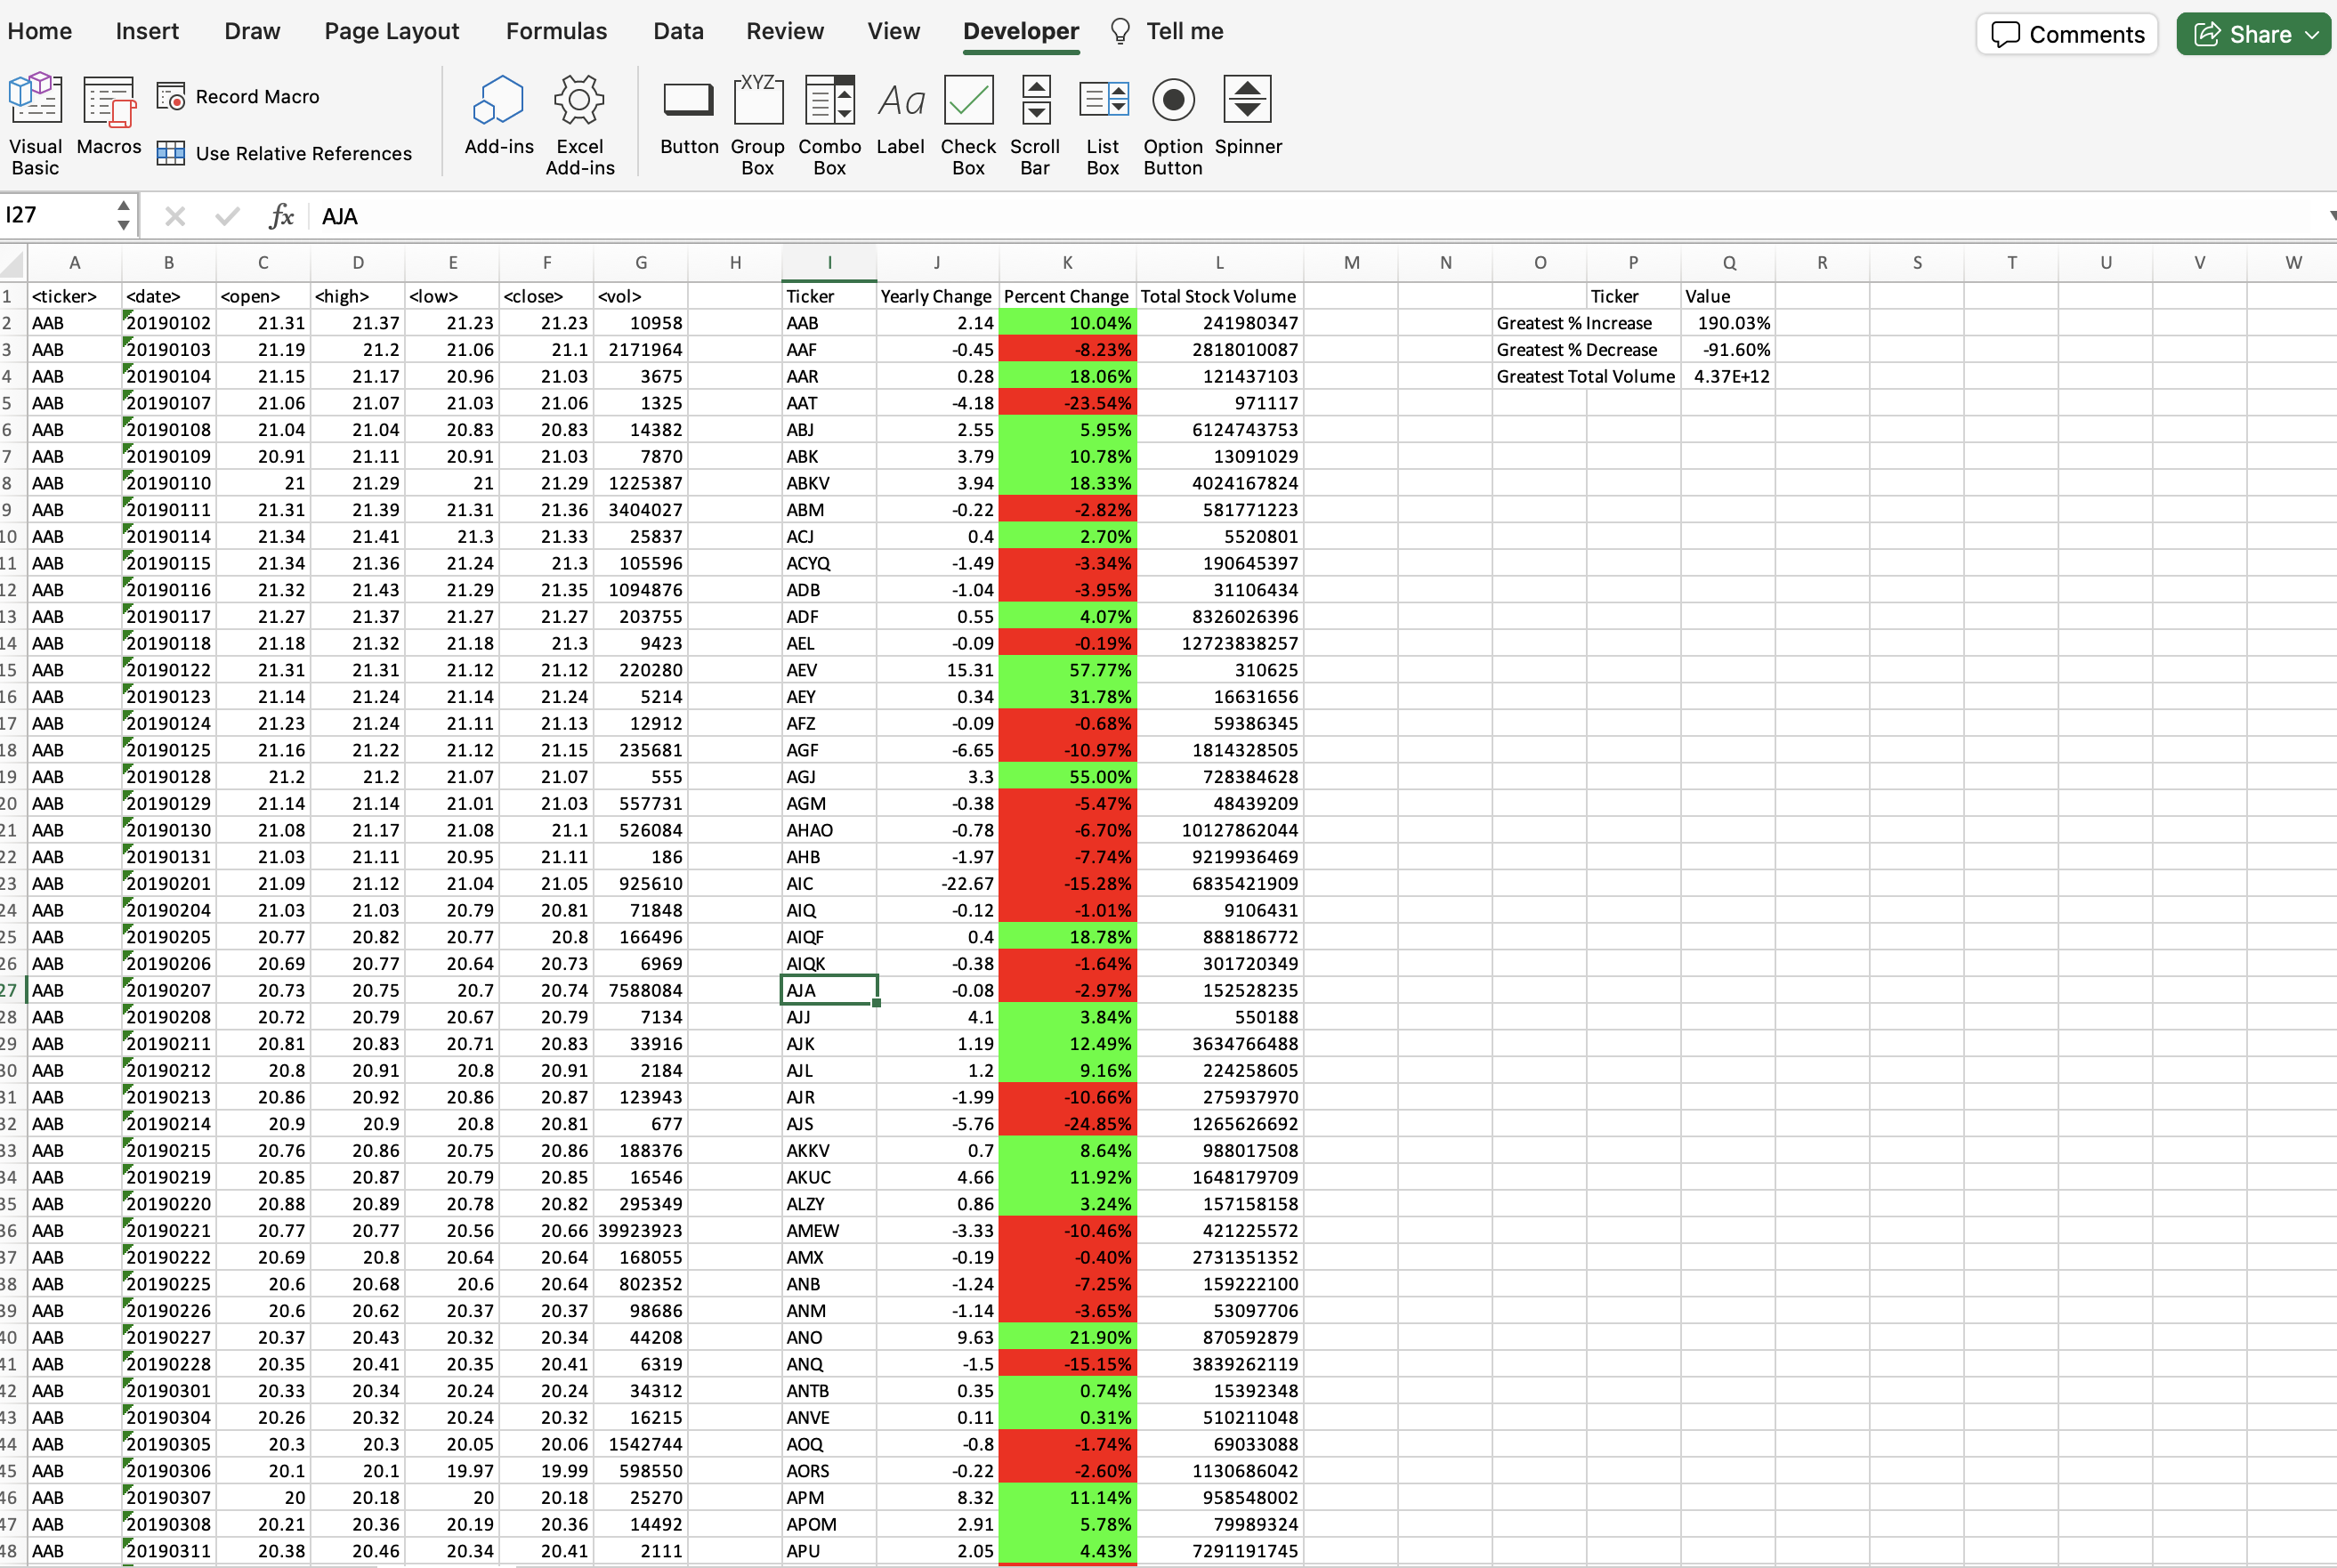 Home Insert Draw Page Layout Formulas Data Review View Developer Tell me Comments Share
Record Macro
XYZ
Aa
Visual Basic Macros Use Relative References Add-ins Excel Add-ins Button Group Box Combo Box Label Check Box Scroll Bar List Box Option Button Spinner
I27 fx AJA
A B C D E F G H I J K L M N O P Q R S T U V W
1 <ticker> <date> <open> <high> <low> <close> <vol> Ticker Yearly Change Percent Change Total Stock Volume Ticker Value
2 AAB 20190102 21.31 21.37 21.23 21.23 10958 AAB 2.14 10.04% 241980347 Greatest % Increase 190.03%
3 AAB 20190103 21.19 21.2 21.06 21.1 2171964 AAF -0.45 -8.23% 2818010087 Greatest % Decrease -91.60%
4 AAB 20190104 21.15 21.17 20.96 21.03 3675 AAR 0.28 18.06% 121437103 Greatest Total Volume 4.37E+12
5 AAB 20190107 21.06 21.07 21.03 21.06 1325 AAT -4.18 -23.54% 971117
6 AAB 20190108 21.04 21.04 20.83 20.83 14382 ABJ 2.55 5.95% 6124743753
7 AAB 20190109 20.91 21.11 20.91 21.03 7870 ABK 3.79 10.78% 13091029
8 AAB 20190110 21 21.29 21 21.29 1225387 ABKV 3.94 18.33% 4024167824
9 AAB 20190111 21.31 21.39 21.31 21.36 3404027 ABM -0.22 -2.82% 581771223
10 AAB 20190114 21.34 21.41 21.3 21.33 25837 ACJ 0.4 2.70% 5520801
11 AAB 20190115 21.34 21.36 21.24 21.3 105596 ACYQ -1.49 -3.34% 190645397
12 AAB 20190116 21.32 21.43 21.29 21.35 1094876 ADB -1.04 -3.95% 31106434
13 AAB 20190117 21.27 21.37 21.27 21.27 203755 ADF 0.55 4.07% 8326026396
14 AAB 20190118 21.18 21.32 21.18 21.3 9423 AEL -0.09 -0.19% 12723838257
15 AAB 20190122 21.31 21.31 21.12 21.12 220280 AEV 15.31 57.77% 310625
16 AAB 20190123 21.14 21.24 21.14 21.24 5214 AEY 0.34 31.78% 16631656
17 AAB 20190124 21.23 21.24 21.11 21.13 12912 AFZ -0.09 -0.68% 59386345
18 AAB 20190125 21.16 21.22 21.12 21.15 235681 AGF -6.65 -10.97% 1814328505
19 AAB 20190128 21.2 21.2 21.07 21.07 555 AGJ 3.3 55.00% 728384628
20 AAB 20190129 21.14 21.14 21.01 21.03 557731 AGM -0.38 -5.47% 48439209
21 AAB 20190130 21.08 21.17 21.08 21.1 526084 AHAO -0.78 -6.70% 10127862044
22 AAB 20190131 21.03 21.11 20.95 21.11 186 AHB -1.97 -7.74% 9219936469
23 AAB 20190201 21.09 21.12 21.04 21.05 925610 AIC -22.67 -15.28% 6835421909
24 AAB 20190204 21.03 21.03 20.79 20.81 71848 AIQ -0.12 -1.01% 9106431
25 AAB 20190205 20.77 20.82 20.77 20.8 166496 AIQF 0.4 18.78% 888186772
26 AAB 20190206 20.69 20.77 20.64 20.73 6969 AIQK -0.38 -1.64% 301720349
27 AAB 20190207 20.73 20.75 20.7 20.74 7588084 AJA -0.08 -2.97% 152528235
28 AAB 20190208 20.72 20.79 20.67 20.79 7134 AJJ 4.1 3.84% 550188
29 AAB 20190211 20.81 20.83 20.71 20.83 33916 AJK 1.19 12.49% 3634766488
30 AAB 20190212 20.8 20.91 20.8 20.91 2184 AJL 1.2 9.16% 224258605
31 AAB 20190213 20.86 20.92 20.86 20.87 123943 AJR -1.99 -10.66% 275937970
32 AAB 20190214 20.9 20.9 20.8 20.81 677 AJS -5.76 -24.85% 1265626692
33 AAB 20190215 20.76 20.86 20.75 20.86 188376 AKKV 0.7 8.64% 988017508
34 AAB 20190219 20.85 20.87 20.79 20.85 16546 AKUC 4.66 11.92% 1648179709
35 AAB 20190220 20.88 20.89 20.78 20.82 295349 ALZY 0.86 3.24% 157158158
36 AAB 20190221 20.77 20.77 20.56 20.66 39923923 AMEW -3.33 -10.46% 421225572
37 AAB 20190222 20.69 20.8 20.64 20.64 168055 AMX -0.19 -0.40% 2731351352
38 AAB 20190225 20.6 20.68 20.6 20.64 802352 ANB -1.24 -7.25% 159222100
39 AAB 20190226 20.6 20.62 20.37 20.37 98686 ANM -1.14 -3.65% 53097706
40 AAB 20190227 20.37 20.43 20.32 20.34 44208 ANO 9.63 21.90% 870592879
41 AAB 20190228 20.35 20.41 20.35 20.41 6319 ANQ -1.5 -15.15% 3839262119
42 AAB 20190301 20.33 20.34 20.24 20.24 34312 ANTB 0.35 0.74% 15392348
43 AAB 20190304 20.26 20.32 20.24 20.32 16215 ANVE 0.11 0.31% 510211048
44 AAB 20190305 20.3 20.3 20.05 20.06 1542744 AOQ -0.8 -1.74% 69033088
45 AAB 20190306 20.1 20.1 19.97 19.99 598550 AORS -0.22 -2.60% 1130686042
46 AAB 20190307 20 20.18 20 20.18 25270 APM 8.32 11.14% 958548002
47 AAB 20190308 20.21 20.36 20.19 20.36 14492 APOM 2.91 5.78% 79989324
48 AAB 20190311 20.38 20.46 20.34 20.41 2111 APU 2.05 4.43% 7291191745